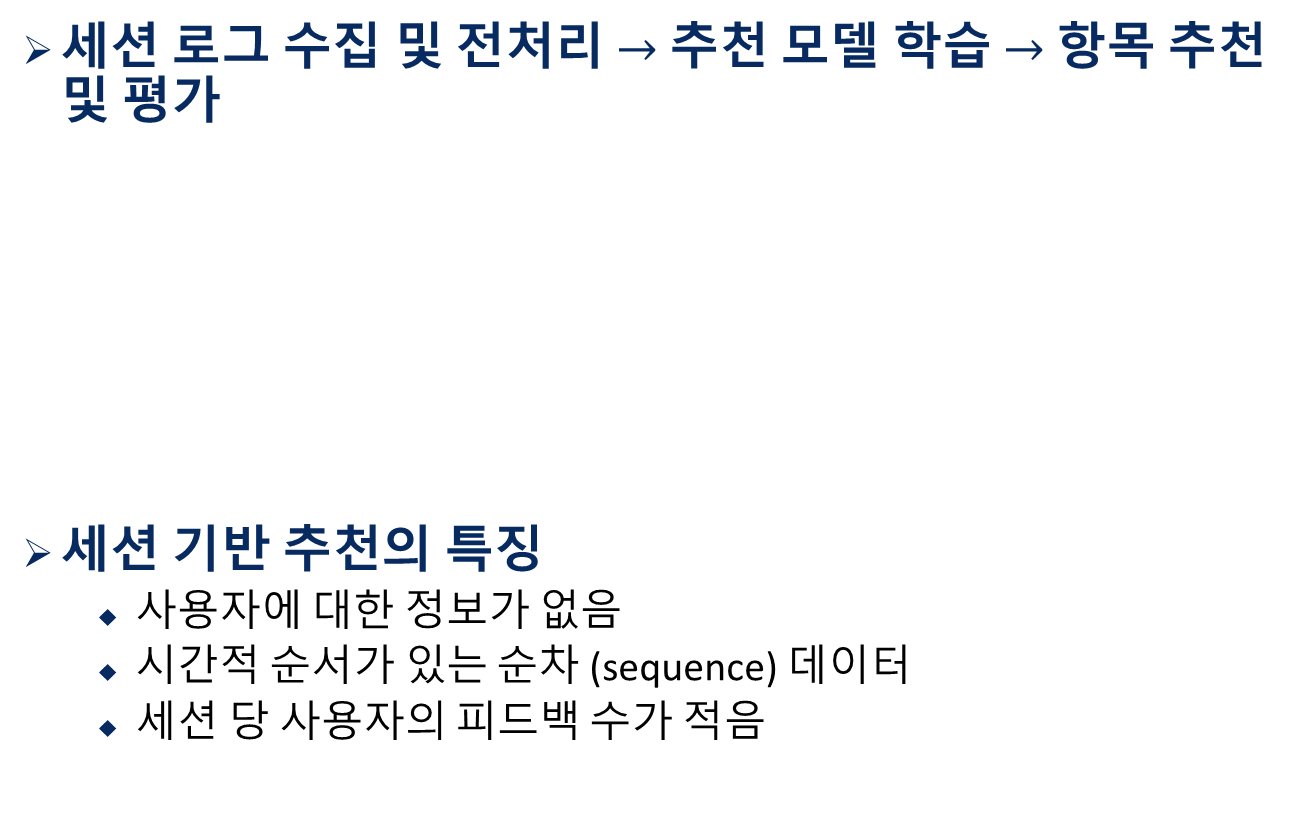 ➢ 세션 로그 수집 및 전처리 → 추천 모델 학습 → 항목 추천
및 평가
➢ 세션 기반 추천의 특징
◆ 사용자에 대한 정보가 없음
◆ 시간적 순서가 있는 순차 (sequence) 데이터
◆ 세션 당 사용자의 피드백 수가 적음